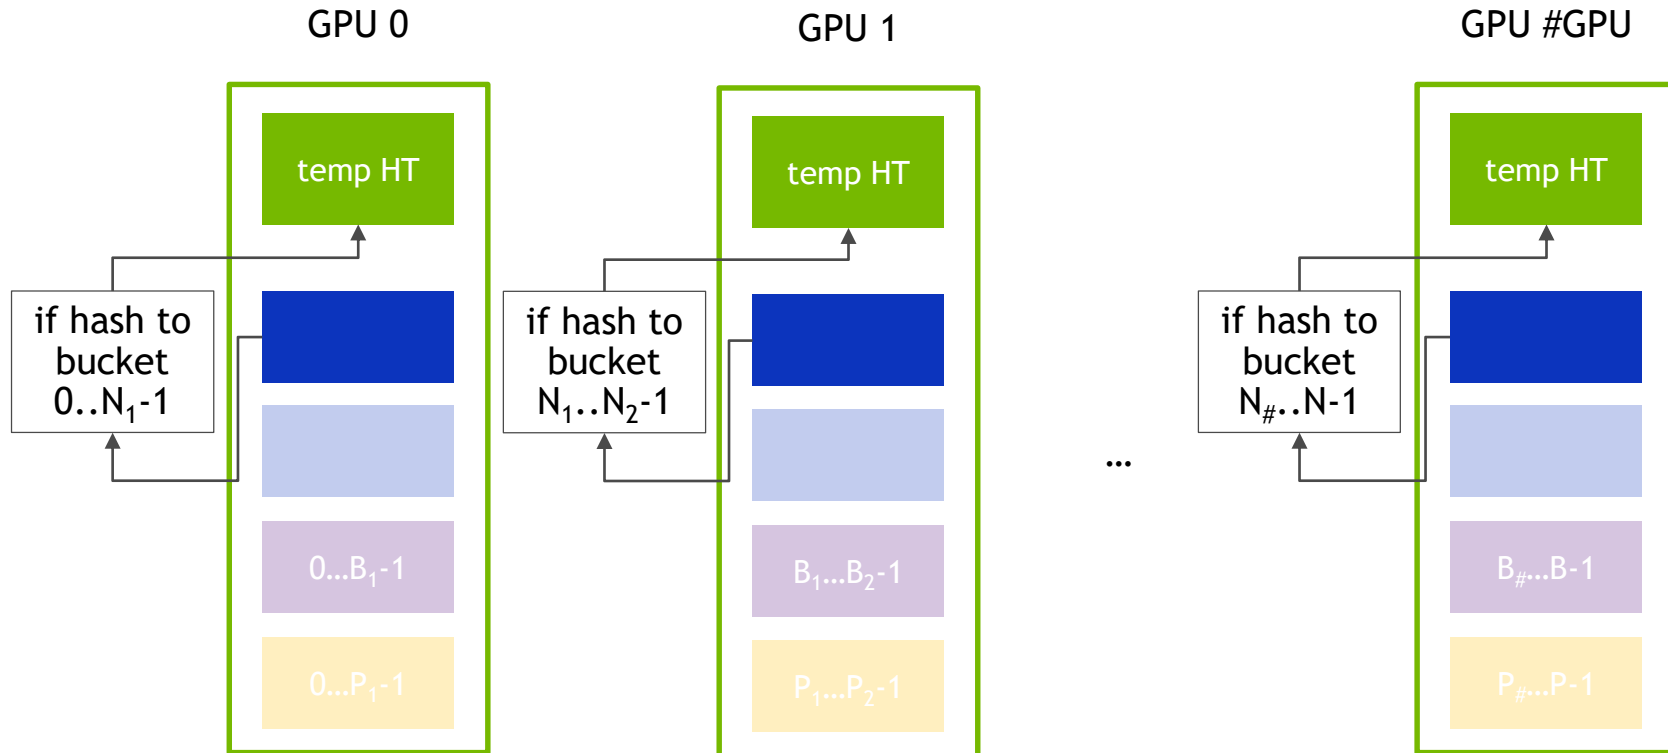 GPU 0
GPU 1
GPU #GPU
temp HT
temp HT
temp HT
if hash to
bucket
0..N₁-1
if hash to
bucket
N₁..N₂-1
if hash to
bucket
N#..N-1
...
0...B₁-1
B₁...B₂-1
B#...B-1
0...P₁-1
P₁...P₂-1
P#...P-1